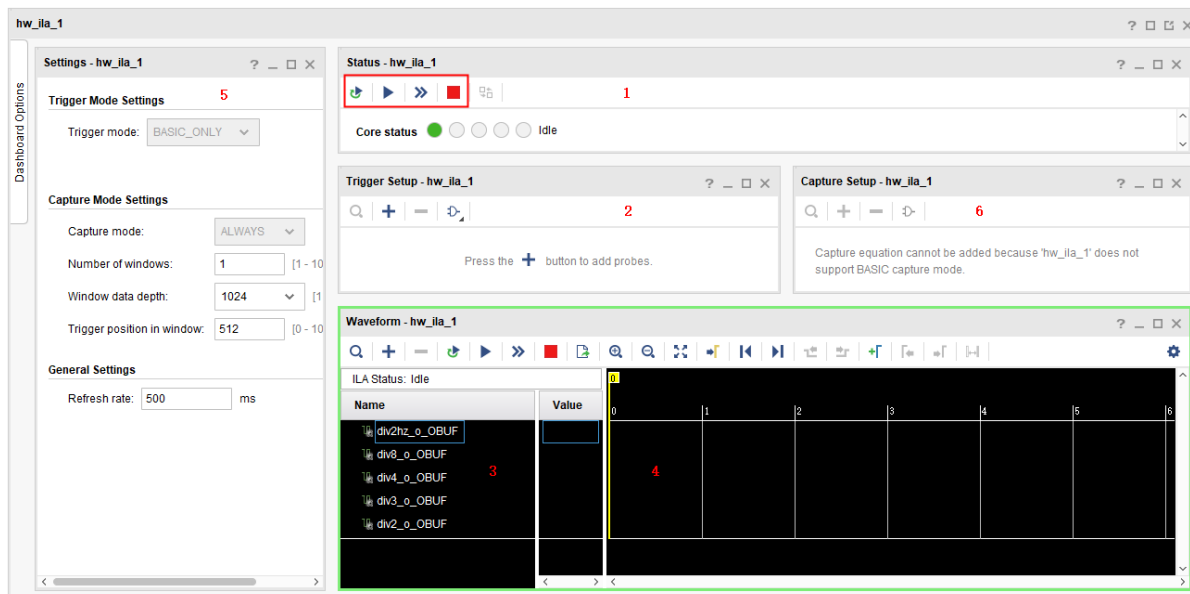 hw_ila_1
Dashboard Options
Settings - hw_ila_1
5
Trigger Mode Settings
Trigger mode: BASIC_ONLY
Capture Mode Settings
Capture mode: ALWAYS
Number of windows: 1 [1 - 10
Window data depth: 1024 [1
Trigger position in window: 512 [0 - 10
General Settings
Refresh rate: 500 ms
Status - hw_ila_1
1
Core status Idle
Trigger Setup - hw_ila_1
2
Press the + button to add probes.
Capture Setup - hw_ila_1
6
Capture equation cannot be added because 'hw_ila_1' does not
support BASIC capture mode.
Waveform - hw_ila_1
ILA Status: Idle
Name Value
div2hz_o_OBUF
div8_o_OBUF
div4_o_OBUF
div3_o_OBUF
div2_o_OBUF
3
0
0 1 2 3 4 5 6
4